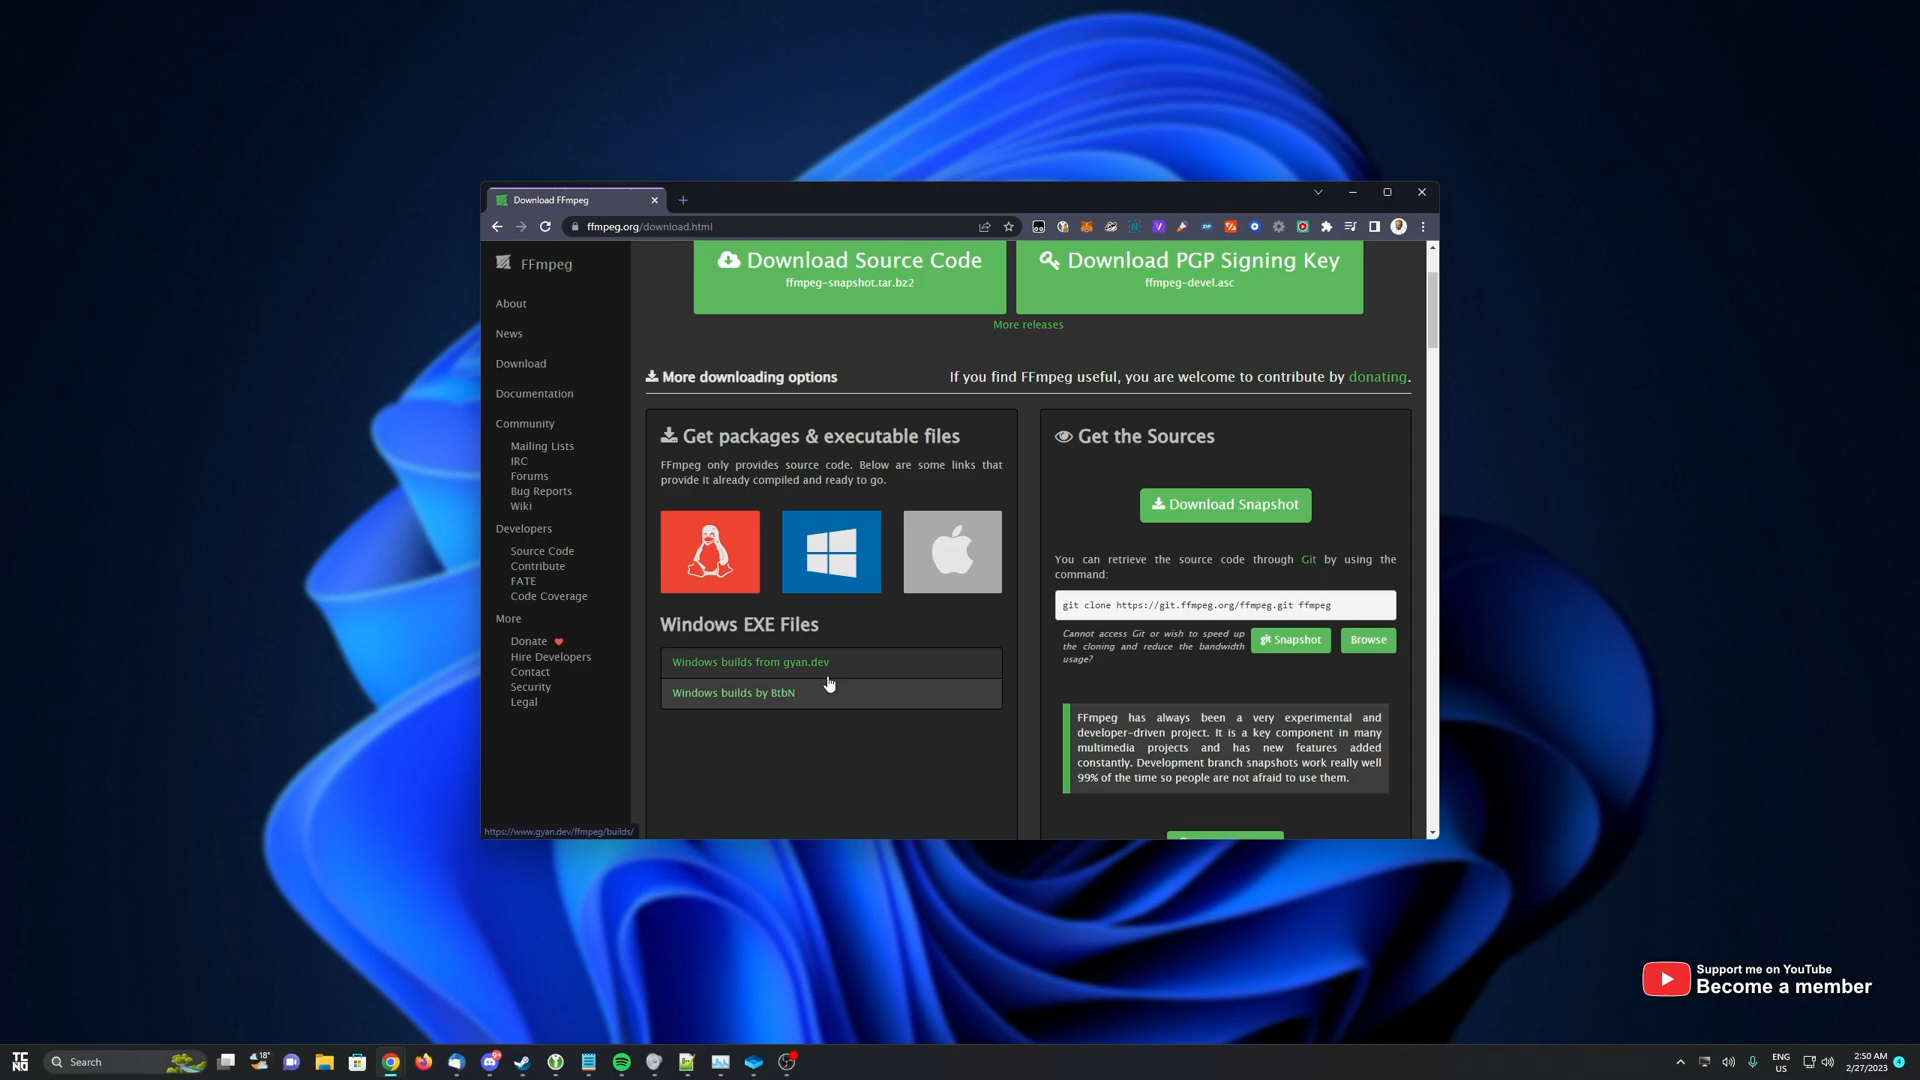 Download FFmpeg
ffmpeg.org/download.html
FFmpeg
About
News
Download
Documentation
Community
Mailing Lists
IRC
Forums
Bug Reports
Wiki
Developers
Source Code
Contribute
FATE
Code Coverage
More
Donate
Hire Developers
Contact
Security
Legal
https://www.gyan.dev/ffmpeg/builds/
Download Source Code
ffmpeg-snapshot.tar.bz2
Download PGP Signing Key
ffmpeg-devel.asc
More releases
More downloading options
If you find FFmpeg useful, you are welcome to contribute by donating.
Get packages & executable files
FFmpeg only provides source code. Below are some links that
provide it already compiled and ready to go.
Windows EXE Files
Windows builds from gyan.dev
Windows builds by BtbN
Get the Sources
Download Snapshot
You can retrieve the source code through Git by using the
command:
git clone https://git.ffmpeg.org/ffmpeg.git ffmpeg
Cannot access Git or wish to speed up
the cloning and reduce the bandwidth
usage?
git Snapshot
Browse
FFmpeg has always been a very experimental and
developer-driven project. It is a key component in many
multimedia projects and has new features added
constantly. Development branch snapshots work really well
99% of the time so people are not afraid to use them.
Support me on YouTube
Become a member
TC
NO
Search
18°
9+
ENG
US
2:50 AM
2/27/2023
4